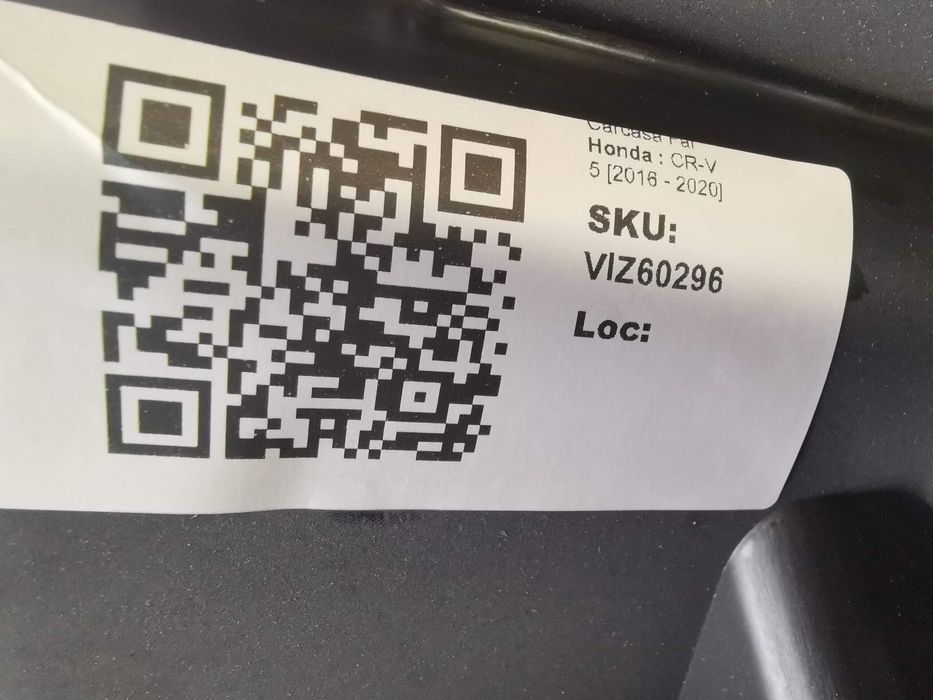 Carcasa Far
Honda : CR-V
5 [2016 - 2020]
SKU:
VIZ60296
Loc: